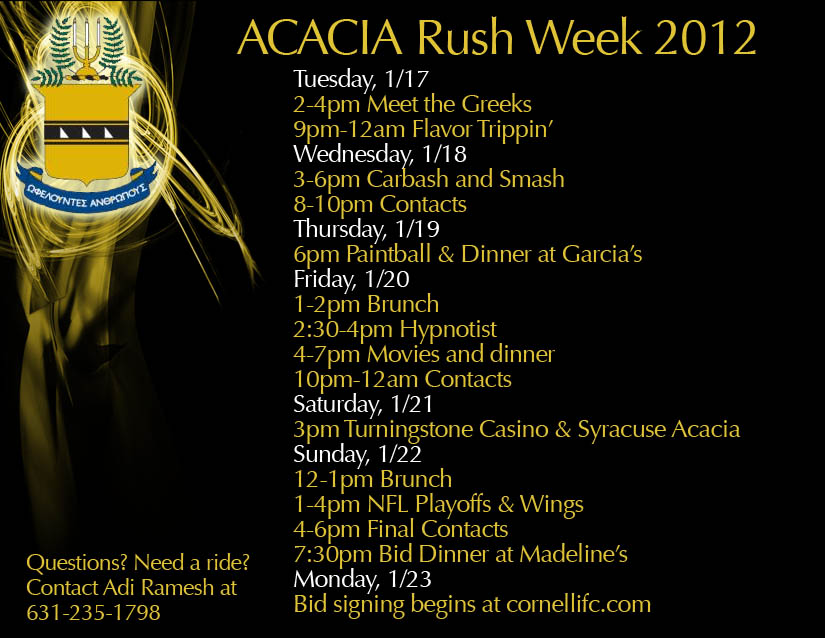 ACACIA Rush Week 2012
Tuesday, 1/17
2-4pm Meet the Greeks
9pm-12am Flavor Trippin’
Wednesday, 1/18
3-6pm Carbash and Smash
8-10pm Contacts
Thursday, 1/19
6pm Paintball & Dinner at Garcia’s
Friday, 1/20
1-2pm Brunch
2:30-4pm Hypnotist
4-7pm Movies and dinner
10pm-12am Contacts
Saturday, 1/21
3pm Turningstone Casino & Syracuse Acacia
Sunday, 1/22
12-1pm Brunch
1-4pm NFL Playoffs & Wings
4-6pm Final Contacts
7:30pm Bid Dinner at Madeline’s
Monday, 1/23
Bid signing begins at cornellifc.com
ΩΦΕΛΟΥΝΤΕΣ ΑΝΘΡΩΠΟΥΣ
Questions? Need a ride?
Contact Adi Ramesh at
631-235-1798